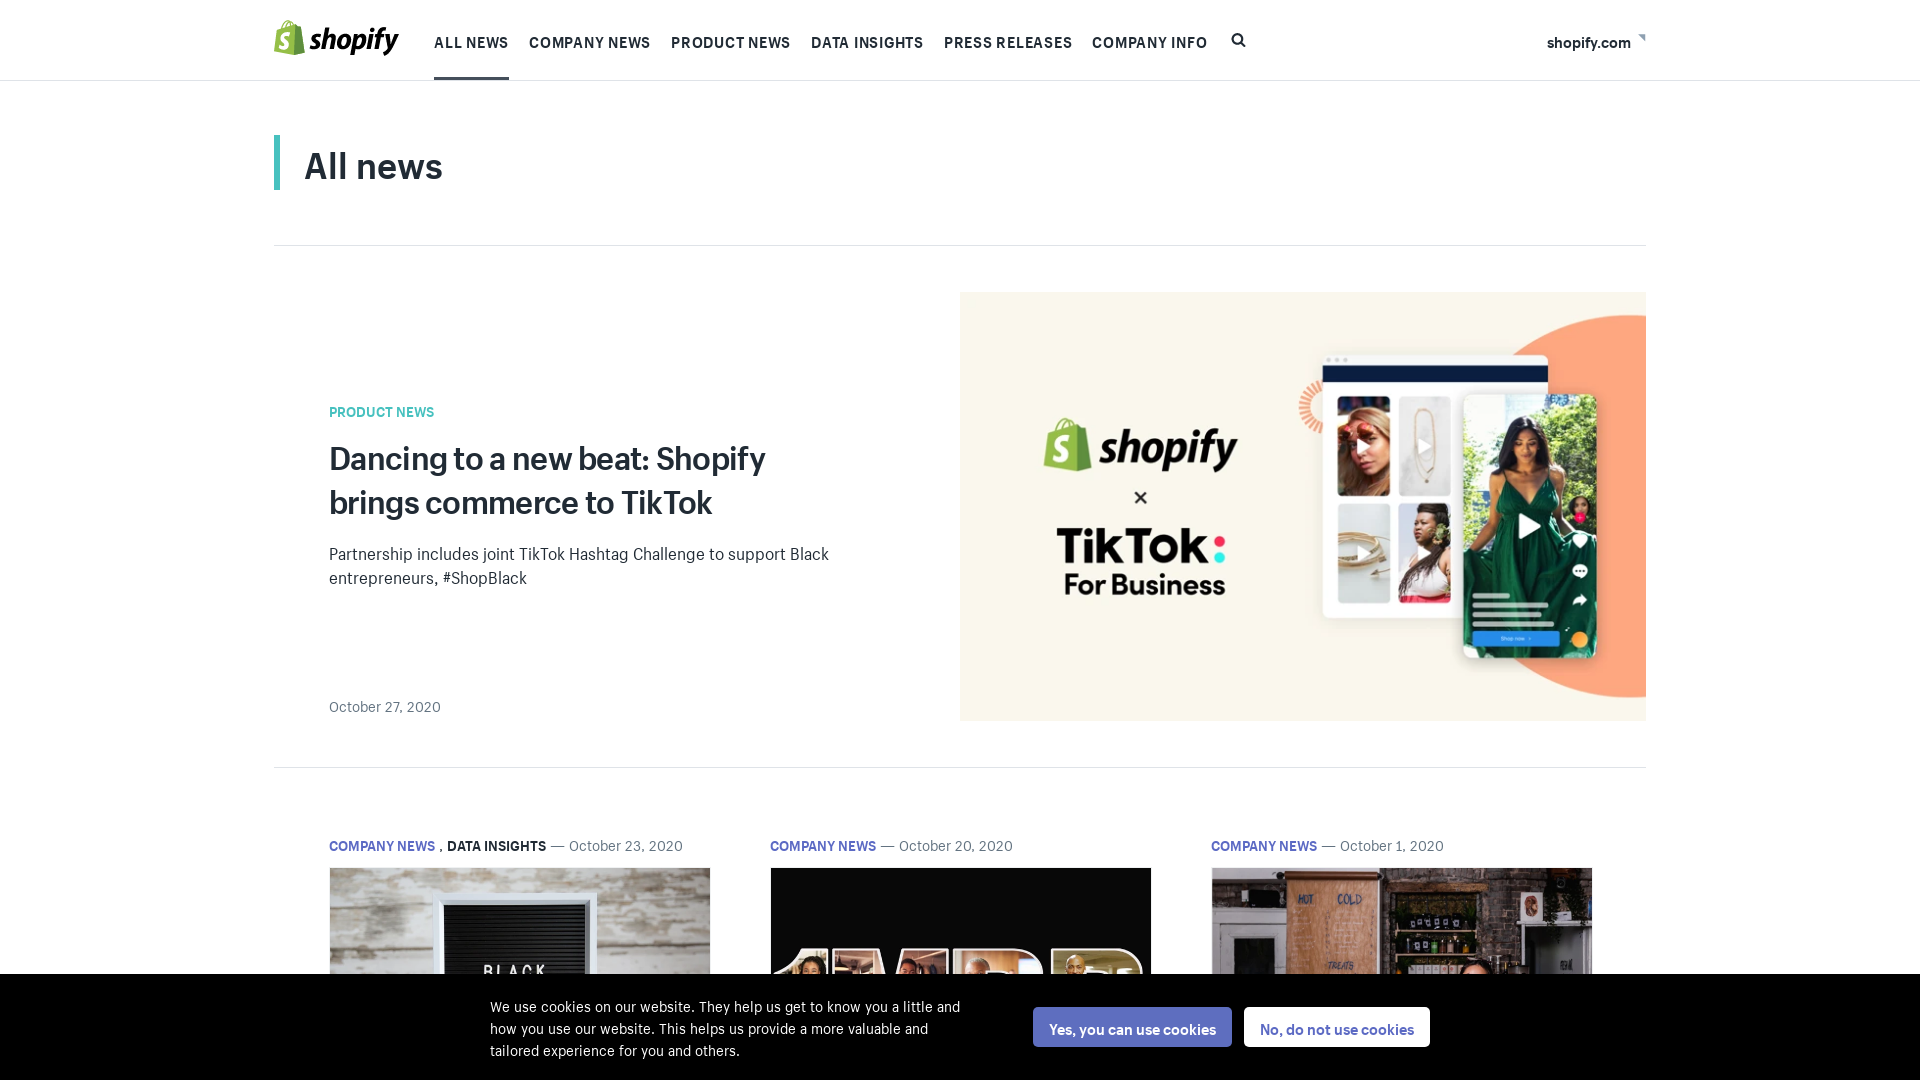 shopify
ALL NEWS
COMPANY NEWS
PRODUCT NEWS
DATA INSIGHTS
PRESS RELEASES
COMPANY INFO
shopify.com
All news
PRODUCT NEWS
Dancing to a new beat: Shopify
brings commerce to TikTok
Partnership includes joint TikTok Hashtag Challenge to support Black
entrepreneurs, #ShopBlack
October 27, 2020
shopify
×
TikTok:
For Business
Shop now
COMPANY NEWS , DATA INSIGHTS — October 23, 2020
COMPANY NEWS — October 20, 2020
COMPANY NEWS — October 1, 2020
BLACK
HOT COLD
TREATS
We use cookies on our website. They help us get to know you a little and
how you use our website. This helps us provide a more valuable and
tailored experience for you and others.
Yes, you can use cookies
No, do not use cookies